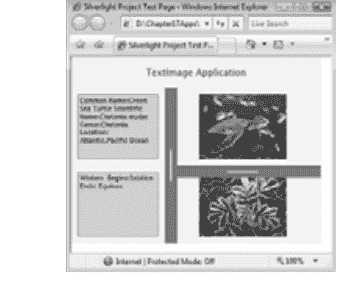 Silverlight Project Test Page - Windows Internet Explorer
D:\Chapter17Apps\
Live Search
Silverlight Project Test P...
TextImage Application
Common Name:Green
Sea Turtle Scientific
Name:Chelonia mydas
Genus:Chelonia
Location:
Atlantic,Pacific Ocean
Winters Begins:Solstice
Ends: Equinox
Internet | Protected Mode: Off
100%